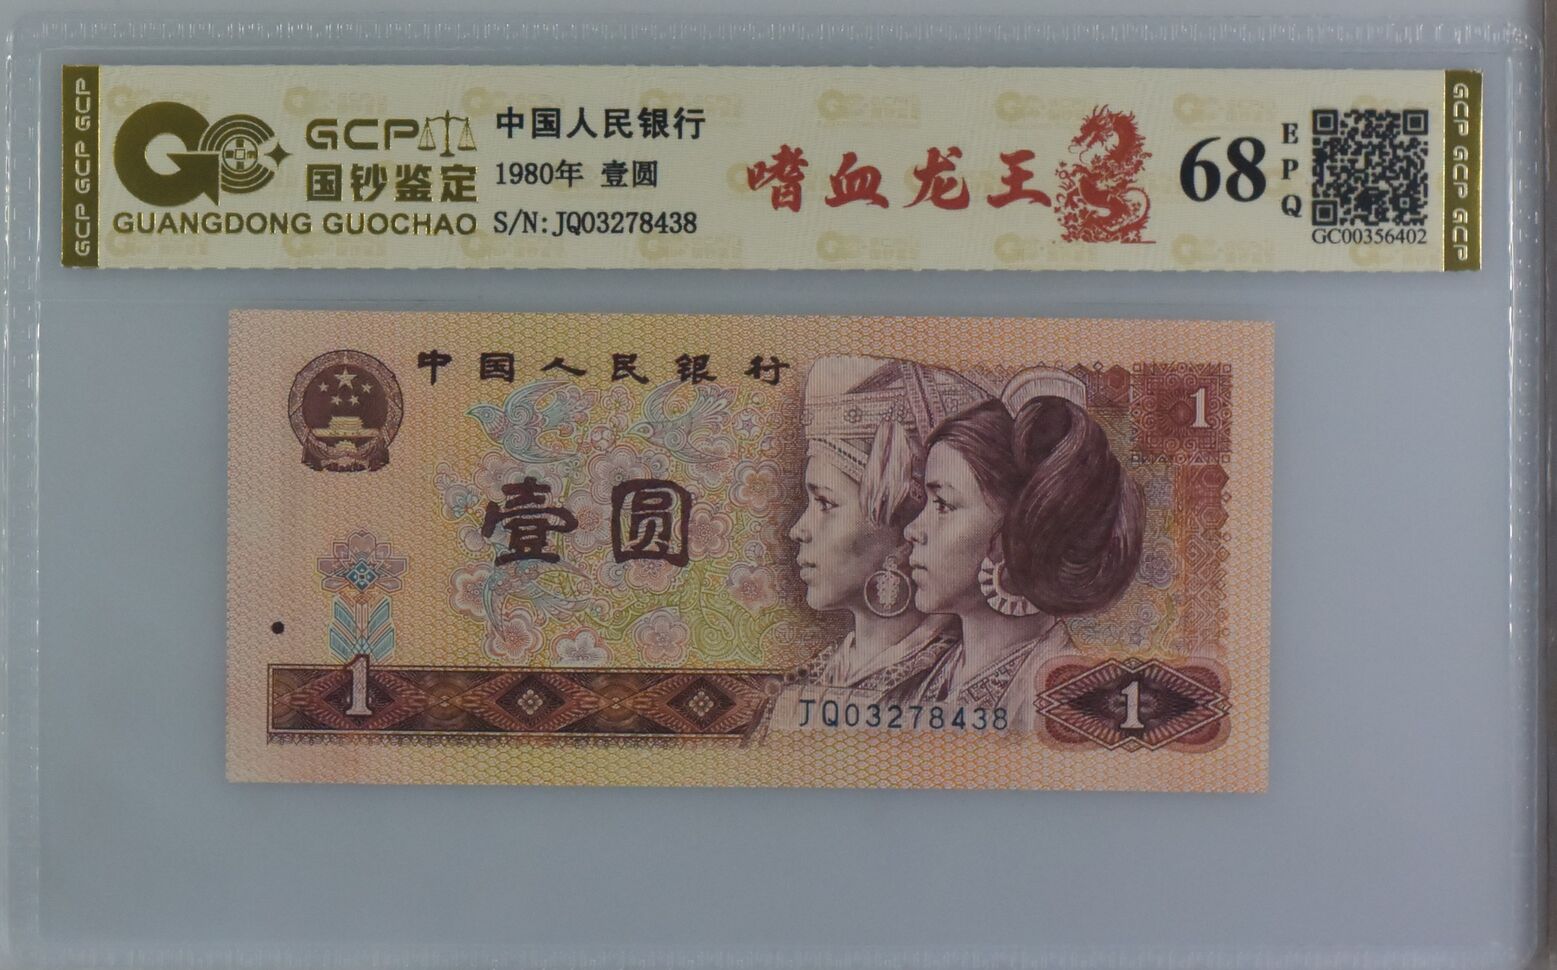 GCP GCP GCP
GCP
国钞鉴定
GUANGDONG GUOCHAO
中国人民银行
1980年 壹圆
S/N:JQ03278438
嗜血龙王
68
EPQ
GC00356402
GCP GCP GCP
中国人民银行
1
壹圆
1
JQ03278438
1